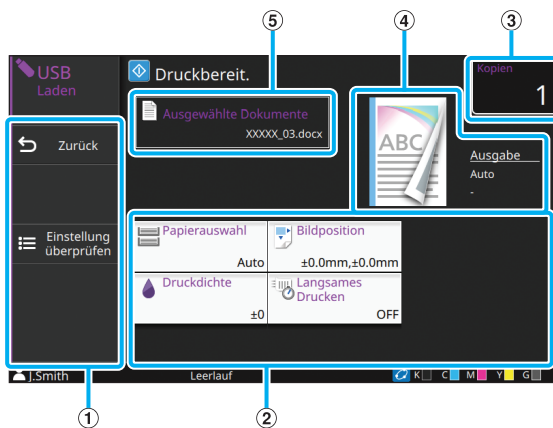 5
4
3
USB
Laden
Druckbereit.
Kopien
1
Ausgewählte Dokumente
XXXXX_03.docx
ABC
Ausgabe
Auto
-
Zurück
Einstellung
überprüfen
Papierauswahl
Auto
Bildposition
±0.0mm,±0.0mm
Druckdichte
±0
Langsames
Drucken
OFF
J.Smith
Leerlauf
K C M Y G
1
2